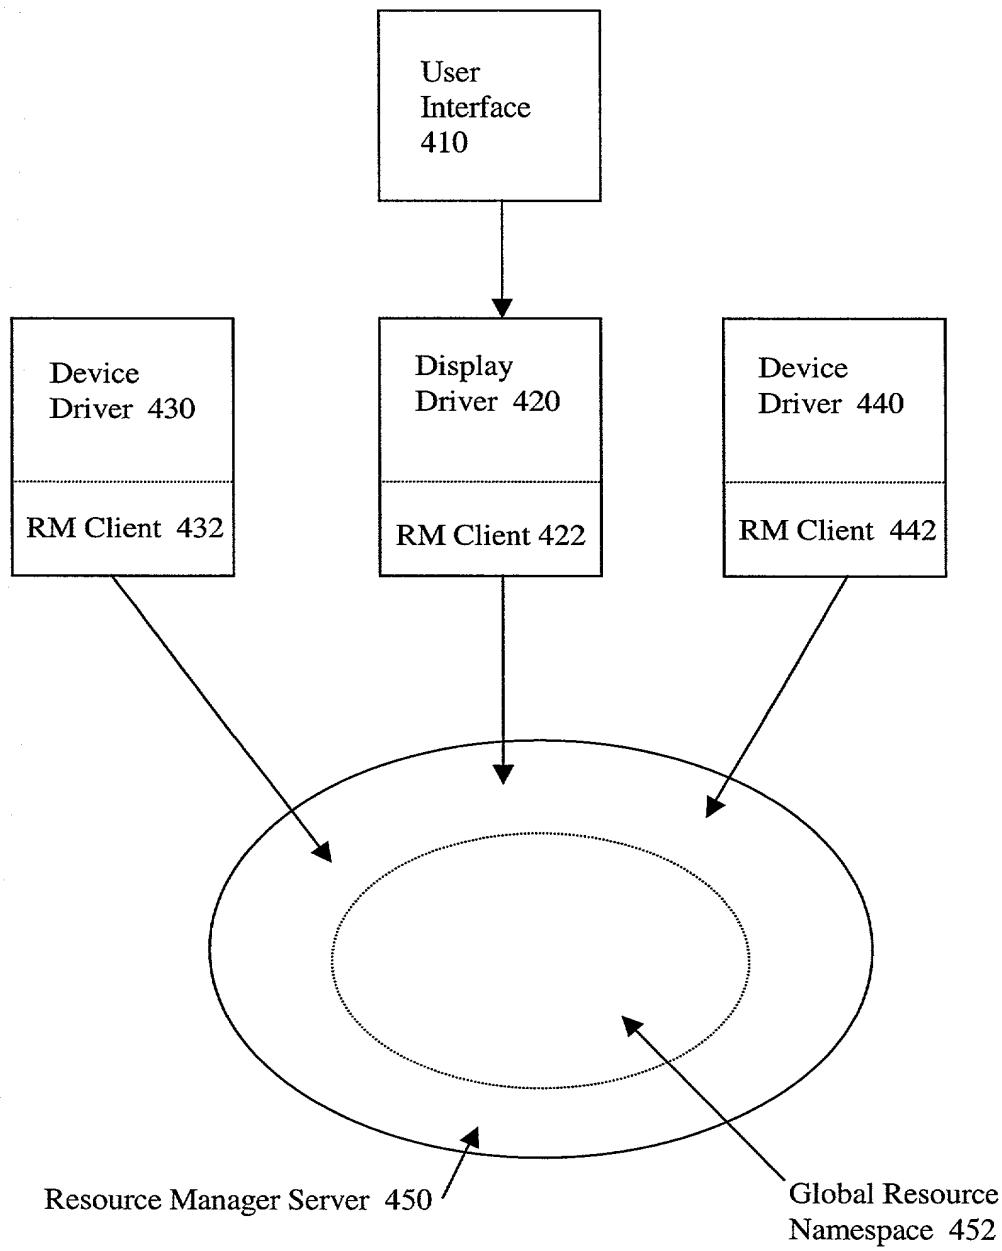 User
Interface
410
Device
Driver 430
Display
Driver 420
Device
Driver 440
RM Client 432
RM Client 422
RM Client 442
Resource Manager Server 450
Global Resource
Namespace 452